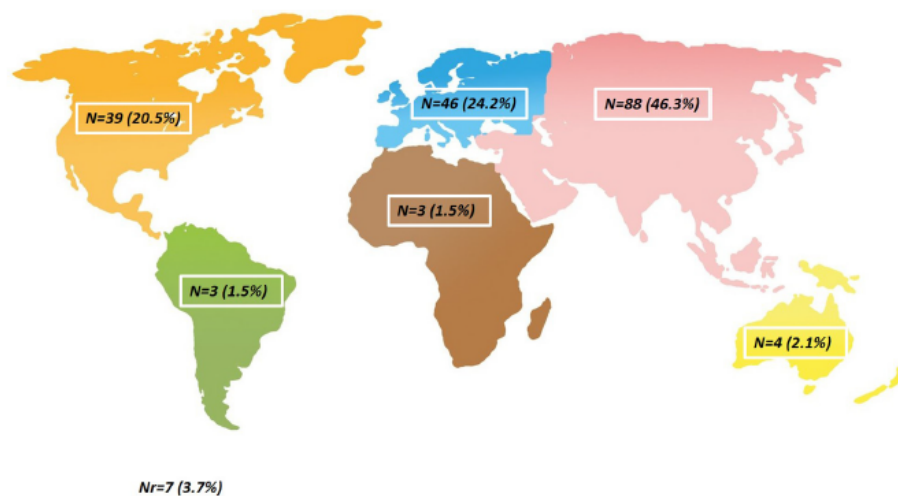 N=39 (20.5%)
N=46 (24.2%)
N=88 (46.3%)
N=3 (1.5%)
N=3 (1.5%)
N=4 (2.1%)
Nr=7 (3.7%)